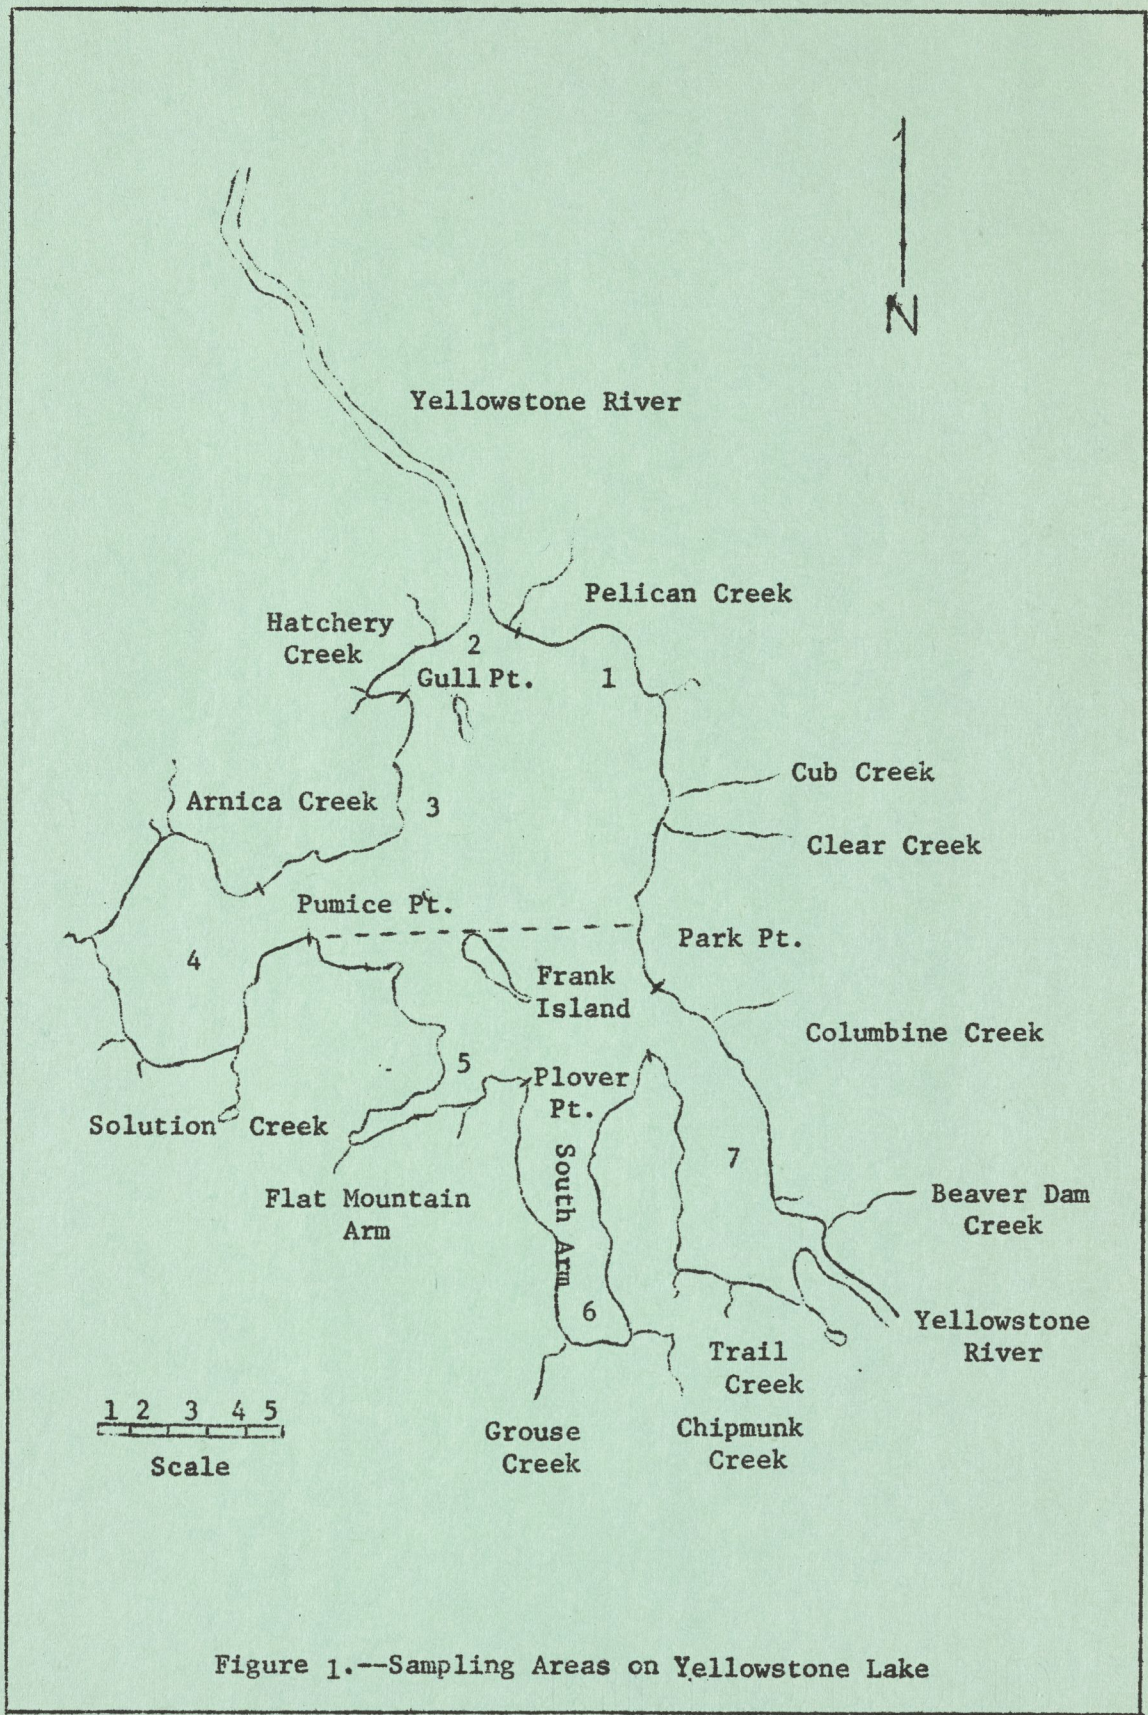 N
Yellowstone River
Pelican Creek
Hatchery
Creek
2
Gull Pt.
1
Cub Creek
Arnica Creek
3
Clear Creek
Pumice Pt.
Park Pt.
4
Frank
Island
Columbine Creek
5
Plover
Pt.
Solution Creek
South Arm
7
Flat Mountain
Arm
Beaver Dam
Creek
6
Yellowstone
River
Trail
Creek
1 2 3 4 5
Scale
Grouse
Creek
Chipmunk
Creek
Figure 1.--Sampling Areas on Yellowstone Lake